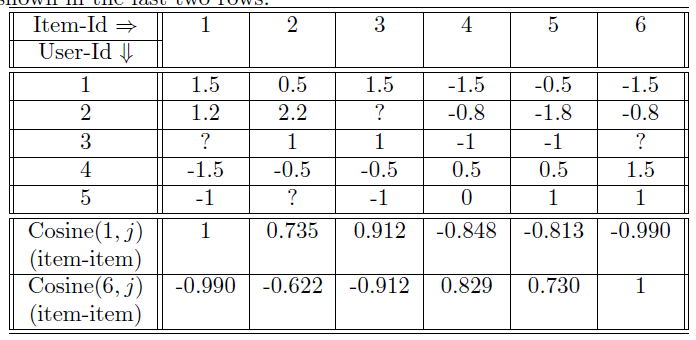 shown in the last two rows.
Item-Id ⇒ 1 2 3 4 5 6
User-Id ⇓
1 1.5 0.5 1.5 -1.5 -0.5 -1.5
2 1.2 2.2 ? -0.8 -1.8 -0.8
3 ? 1 1 -1 -1 ?
4 -1.5 -0.5 -0.5 0.5 0.5 1.5
5 -1 ? -1 0 1 1
Cosine(1, j) 1 0.735 0.912 -0.848 -0.813 -0.990
(item-item)
Cosine(6, j) -0.990 -0.622 -0.912 0.829 0.730 1
(item-item)